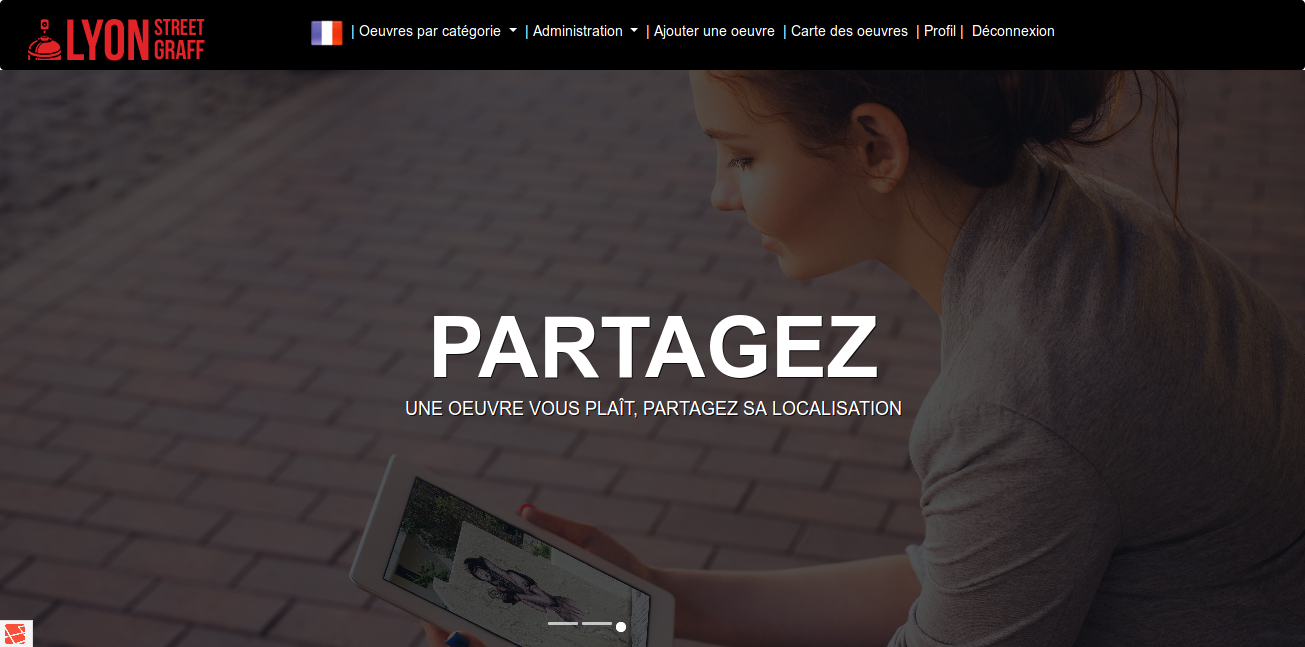 LYON STREET GRAFF
| Oeuvres par catégorie | Administration | Ajouter une oeuvre | Carte des oeuvres | Profil | Déconnexion
PARTAGEZ
UNE OEUVRE VOUS PLAÎT, PARTAGEZ SA LOCALISATION